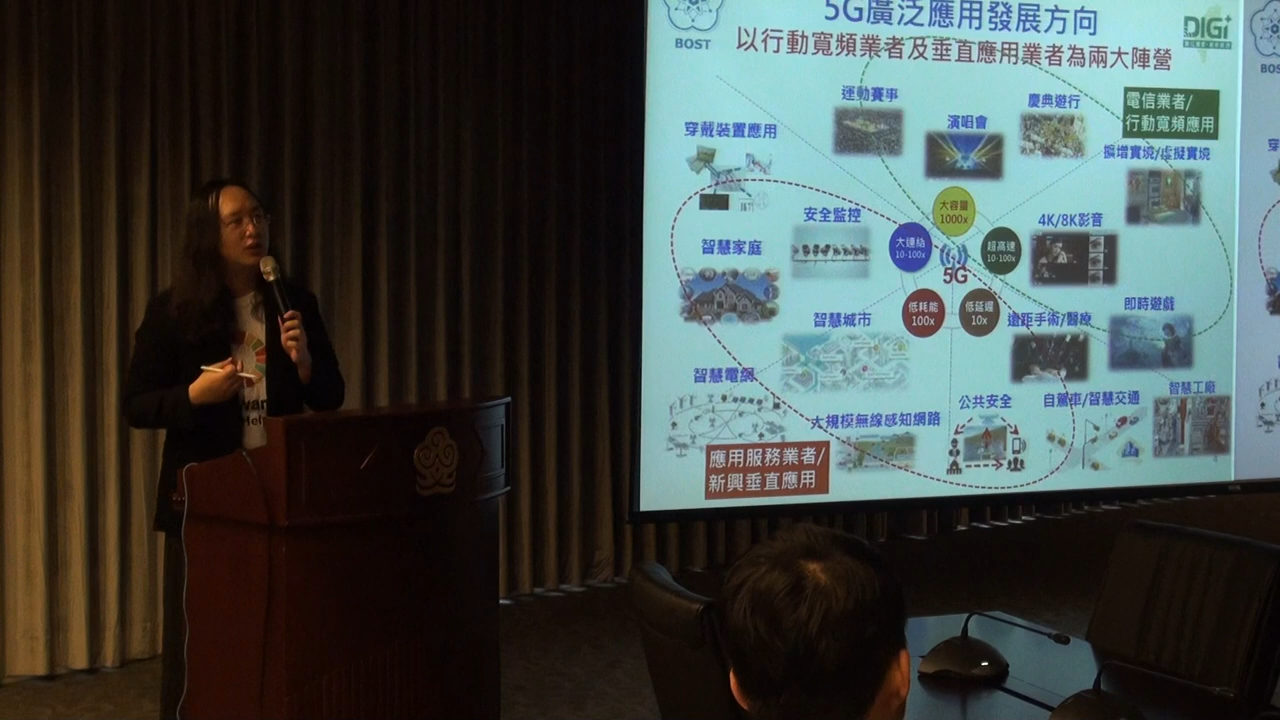 5G廣泛應用發展方向
BOST
DIGI+
以行動寬頻業者及垂直應用業者為兩大陣營
運動賽事
慶典遊行
電信業者/
行動寬頻應用
演唱會
穿戴裝置應用
擴增實境/虛擬實境
大容量
1000x
安全監控
4K/8K影音
大連結
10-100x
超高速
10-100x
智慧家庭
5G
低耗能
100x
低延遲
10x
即時遊戲
智慧城市
遠距手術/醫療
智慧電網
智慧工廠
公共安全
自駕車/智慧交通
大規模無線感知網路
應用服務業者/
新興垂直應用